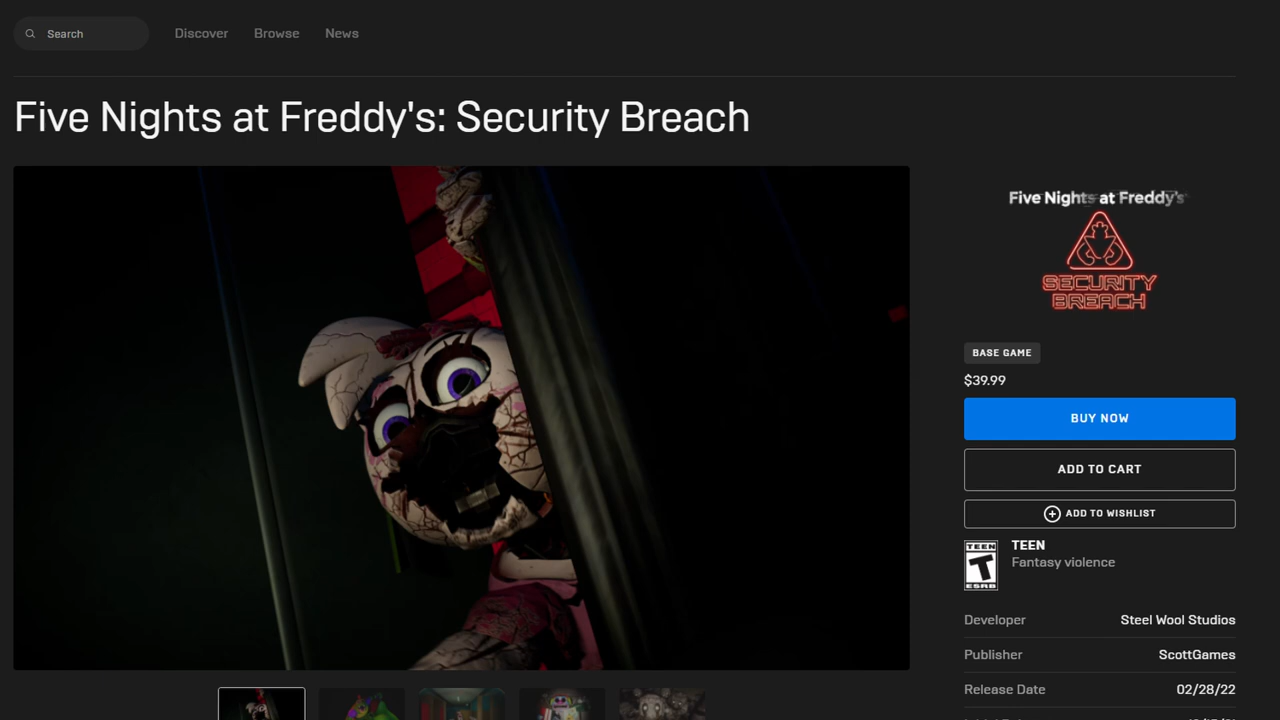 Search
Discover
Browse
News
Five Nights at Freddy's: Security Breach
Five Nights at Freddy's
SECURITY
BREACH
BASE GAME
$39.99
BUY NOW
ADD TO CART
ADD TO WISHLIST
TEEN
T
ESRB
TEEN
Fantasy violence
Developer
Steel Wool Studios
Publisher
ScottGames
Release Date
02/28/22